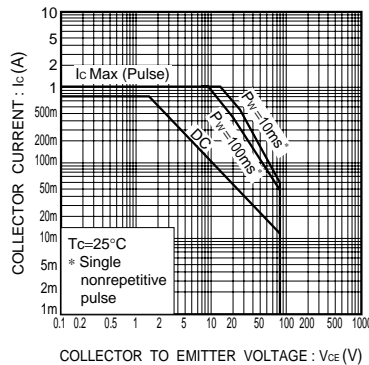 10
5
2
1
500m
200m
100m
50m
20m
10m
5m
2m
1m
COLLECTOR CURRENT : IC (A)
IC Max (Pulse)
PW=10ms*
PW=100ms*
DC
TC=25°C
* Single
nonrepetitive
pulse
0.1 0.2 0.5 1 2 5 10 20 50 100 200 500 1000
COLLECTOR TO EMITTER VOLTAGE : VCE (V)